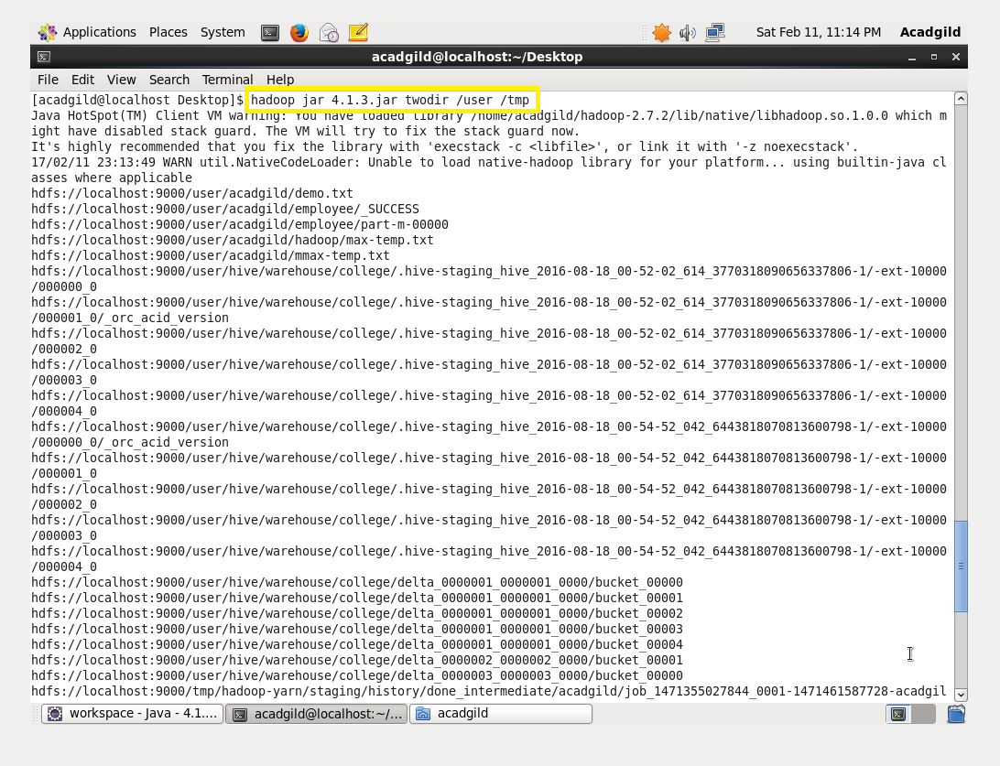 Applications Places System Sat Feb 11, 11:14 PM Acadgild
acadgild@localhost:~/Desktop
File Edit View Search Terminal Help
[acadgild@localhost Desktop]$ hadoop jar 4.1.3.jar twodir /user /tmp
Java HotSpot(TM) Client VM warning: You have loaded library /home/acadgild/hadoop-2.7.2/lib/native/libhadoop.so.1.0.0 which m
ight have disabled stack guard. The VM will try to fix the stack guard now.
It's highly recommended that you fix the library with 'execstack -c <libfile>', or link it with '-z noexecstack'.
17/02/11 23:13:49 WARN util.NativeCodeLoader: Unable to load native-hadoop library for your platform... using builtin-java cl
asses where applicable
hdfs://localhost:9000/user/acadgild/demo.txt
hdfs://localhost:9000/user/acadgild/employee/_SUCCESS
hdfs://localhost:9000/user/acadgild/employee/part-m-00000
hdfs://localhost:9000/user/acadgild/hadoop/max-temp.txt
hdfs://localhost:9000/user/acadgild/mmax-temp.txt
hdfs://localhost:9000/user/hive/warehouse/college/.hive-staging_hive_2016-08-18_00-52-02_614_3770318090656337806-1/-ext-10000
/000000_0
hdfs://localhost:9000/user/hive/warehouse/college/.hive-staging_hive_2016-08-18_00-52-02_614_3770318090656337806-1/-ext-10000
/000001_0/_orc_acid_version
hdfs://localhost:9000/user/hive/warehouse/college/.hive-staging_hive_2016-08-18_00-52-02_614_3770318090656337806-1/-ext-10000
/000002_0
hdfs://localhost:9000/user/hive/warehouse/college/.hive-staging_hive_2016-08-18_00-52-02_614_3770318090656337806-1/-ext-10000
/000003_0
hdfs://localhost:9000/user/hive/warehouse/college/.hive-staging_hive_2016-08-18_00-52-02_614_3770318090656337806-1/-ext-10000
/000004_0
hdfs://localhost:9000/user/hive/warehouse/college/.hive-staging_hive_2016-08-18_00-54-52_042_6443818070813600798-1/-ext-10000
/000000_0/_orc_acid_version
hdfs://localhost:9000/user/hive/warehouse/college/.hive-staging_hive_2016-08-18_00-54-52_042_6443818070813600798-1/-ext-10000
/000001_0
hdfs://localhost:9000/user/hive/warehouse/college/.hive-staging_hive_2016-08-18_00-54-52_042_6443818070813600798-1/-ext-10000
/000002_0
hdfs://localhost:9000/user/hive/warehouse/college/.hive-staging_hive_2016-08-18_00-54-52_042_6443818070813600798-1/-ext-10000
/000003_0
hdfs://localhost:9000/user/hive/warehouse/college/.hive-staging_hive_2016-08-18_00-54-52_042_6443818070813600798-1/-ext-10000
/000004_0
hdfs://localhost:9000/user/hive/warehouse/college/delta_0000001_0000001_0000/bucket_00000
hdfs://localhost:9000/user/hive/warehouse/college/delta_0000001_0000001_0000/bucket_00001
hdfs://localhost:9000/user/hive/warehouse/college/delta_0000001_0000001_0000/bucket_00002
hdfs://localhost:9000/user/hive/warehouse/college/delta_0000001_0000001_0000/bucket_00003
hdfs://localhost:9000/user/hive/warehouse/college/delta_0000001_0000001_0000/bucket_00004
hdfs://localhost:9000/user/hive/warehouse/college/delta_0000002_0000002_0000/bucket_00001
hdfs://localhost:9000/user/hive/warehouse/college/delta_0000003_0000003_0000/bucket_00000
hdfs://localhost:9000/tmp/hadoop-yarn/staging/history/done_intermediate/acadgild/job_1471355027844_0001-1471461587728-acadgil
workspace - Java - 4.1.... acadgild@localhost:~/... acadgild